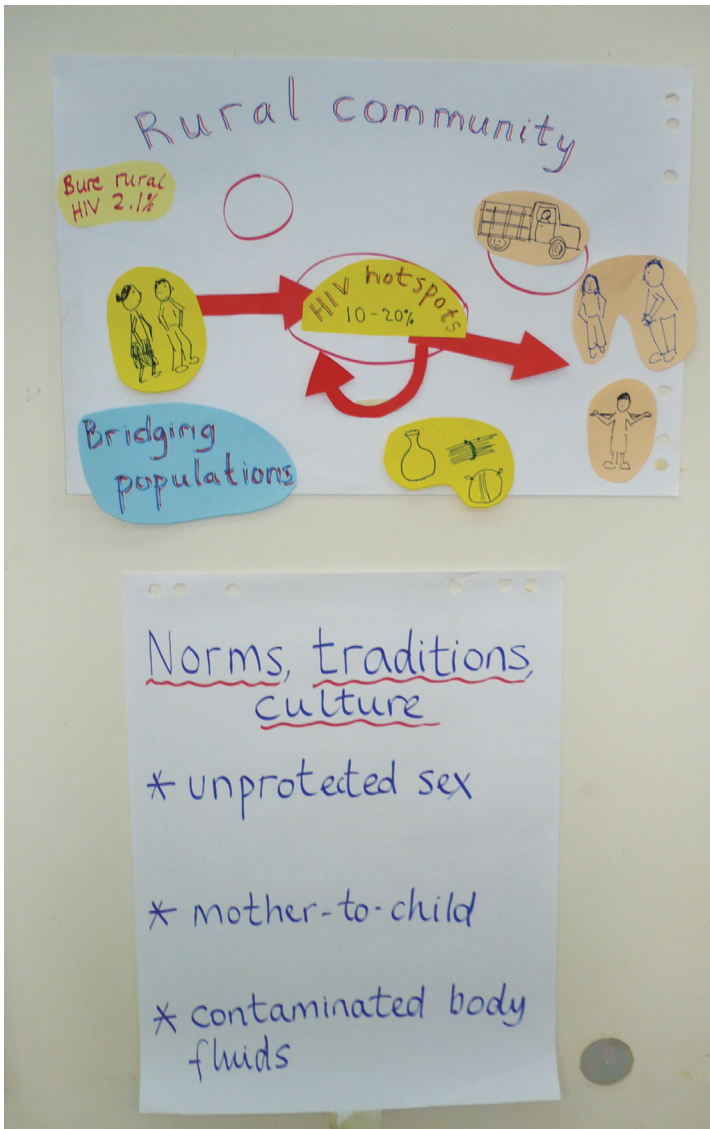 Rural community
Bure rural
HIV 2.1%
HIV hotspots
10-20%
Bridging
populations
Norms, traditions,
culture
* unprotected sex
* mother-to-child
* contaminated body
fluids